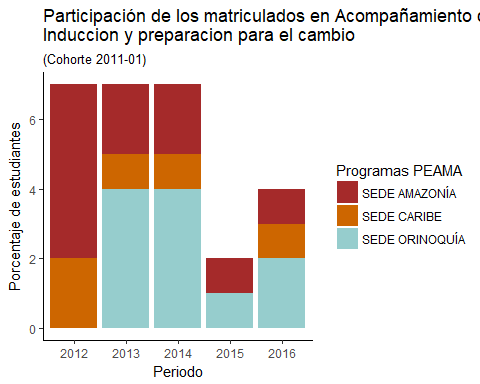 Participación de los matriculados en Acompañamiento
Induccion y preparacion para el cambio
(Cohorte 2011-01)
Porcentaje de estudiantes
6
4
2
0
2012 2013 2014 2015 2016
Periodo
Programas PEAMA
SEDE AMAZONÍA
SEDE CARIBE
SEDE ORINOQUÍA